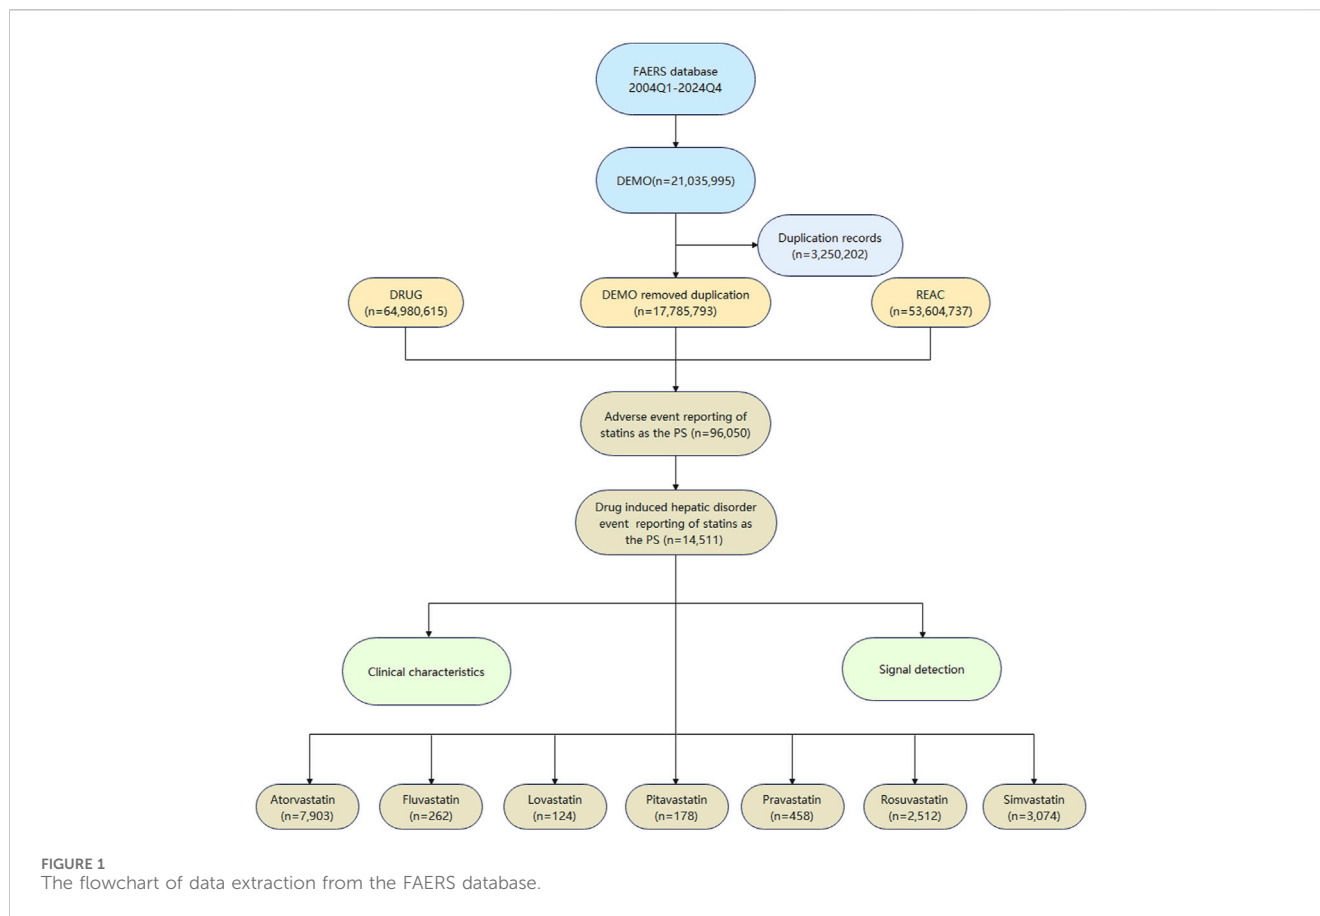 FAERS database
2004Q1-2024Q4
DEMO(n=21,035,995)
Duplication records
(n=3,250,202)
DRUG
(n=64,980,615)
DEMO removed duplication
(n=17,785,793)
REAC
(n=53,604,737)
Adverse event reporting of
statins as the PS (n=96,050)
Drug induced hepatic disorder
event reporting of statins as
the PS (n=14,511)
Clinical characteristics
Signal detection
Atorvastatin
(n=7,903)
Fluvastatin
(n=262)
Lovastatin
(n=124)
Pitavastatin
(n=178)
Pravastatin
(n=458)
Rosuvastatin
(n=2,512)
Simvastatin
(n=3,074)
FIGURE 1
The flowchart of data extraction from the FAERS database.